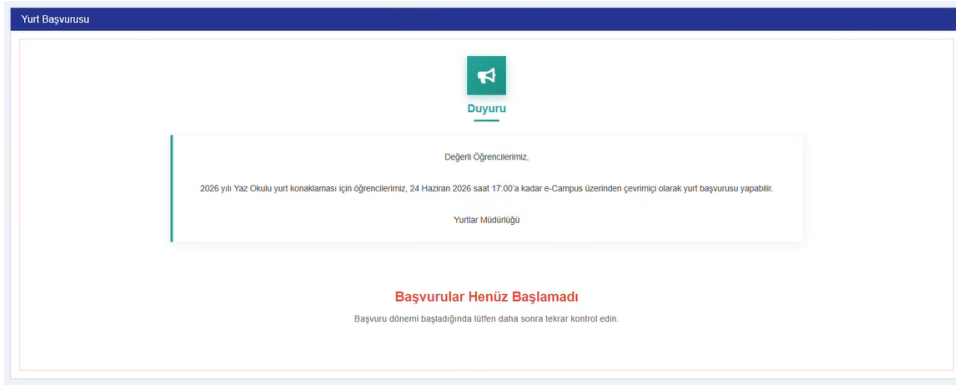 Yurt Başvurusu
Duyuru
Değerli Öğrencilerimiz,
2026 yılı Yaz Okulu yurt konaklaması için öğrencilerimiz, 24 Haziran 2026 saat 17:00'a kadar e-Campus üzerinden çevrimiçi olarak yurt başvurusu yapabilir.
Yurtlar Müdürlüğü
Başvurular Henüz Başlamadı
Başvuru dönemi başladığında lütfen daha sonra tekrar kontrol edin.